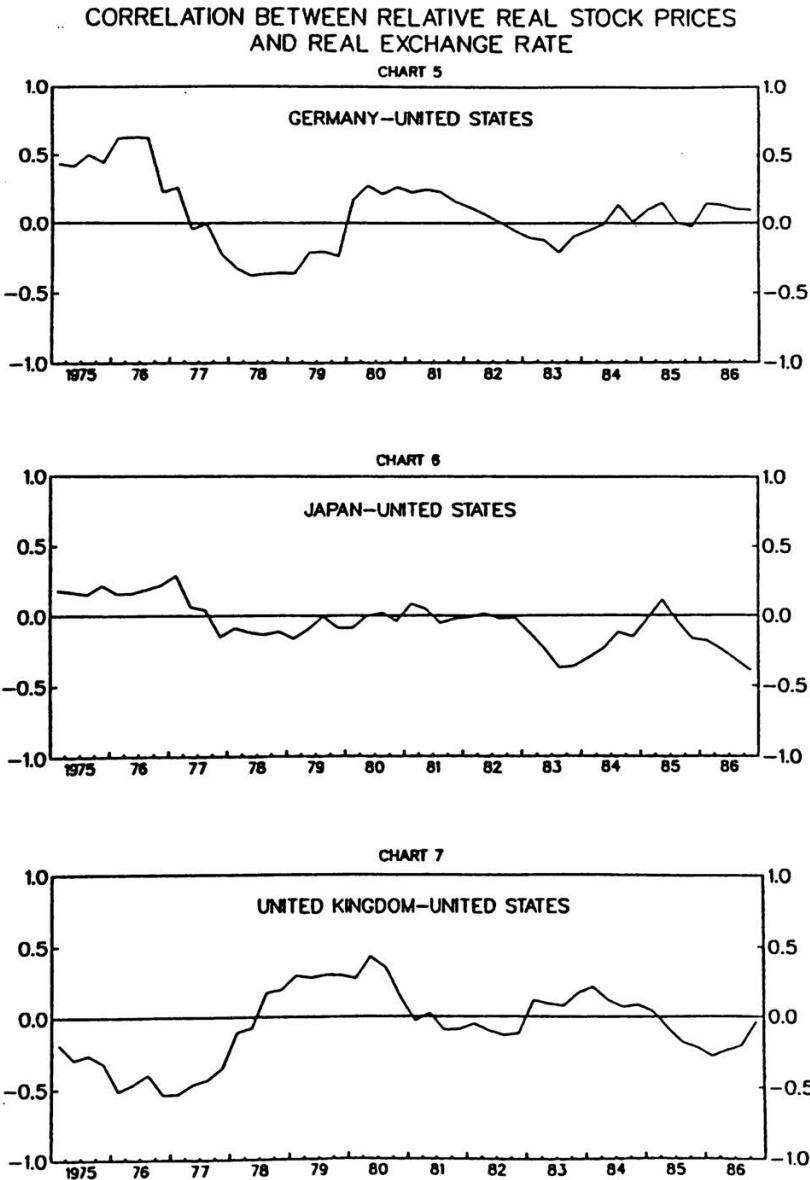 CORRELATION BETWEEN RELATIVE REAL STOCK PRICES
AND REAL EXCHANGE RATE
CHART 5
GERMANY–UNITED STATES
1.0 1.0
0.5 0.5
0.0 0.0
−0.5 −0.5
−1.0 −1.0
1975 76 77 78 79 80 81 82 83 84 85 86
CHART 6
JAPAN–UNITED STATES
1.0 1.0
0.5 0.5
0.0 0.0
−0.5 −0.5
−1.0 −1.0
1975 76 77 78 79 80 81 82 83 84 85 86
CHART 7
UNITED KINGDOM–UNITED STATES
1.0 1.0
0.5 0.5
0.0 0.0
−0.5 −0.5
−1.0 −1.0
1975 76 77 78 79 80 81 82 83 84 85 86